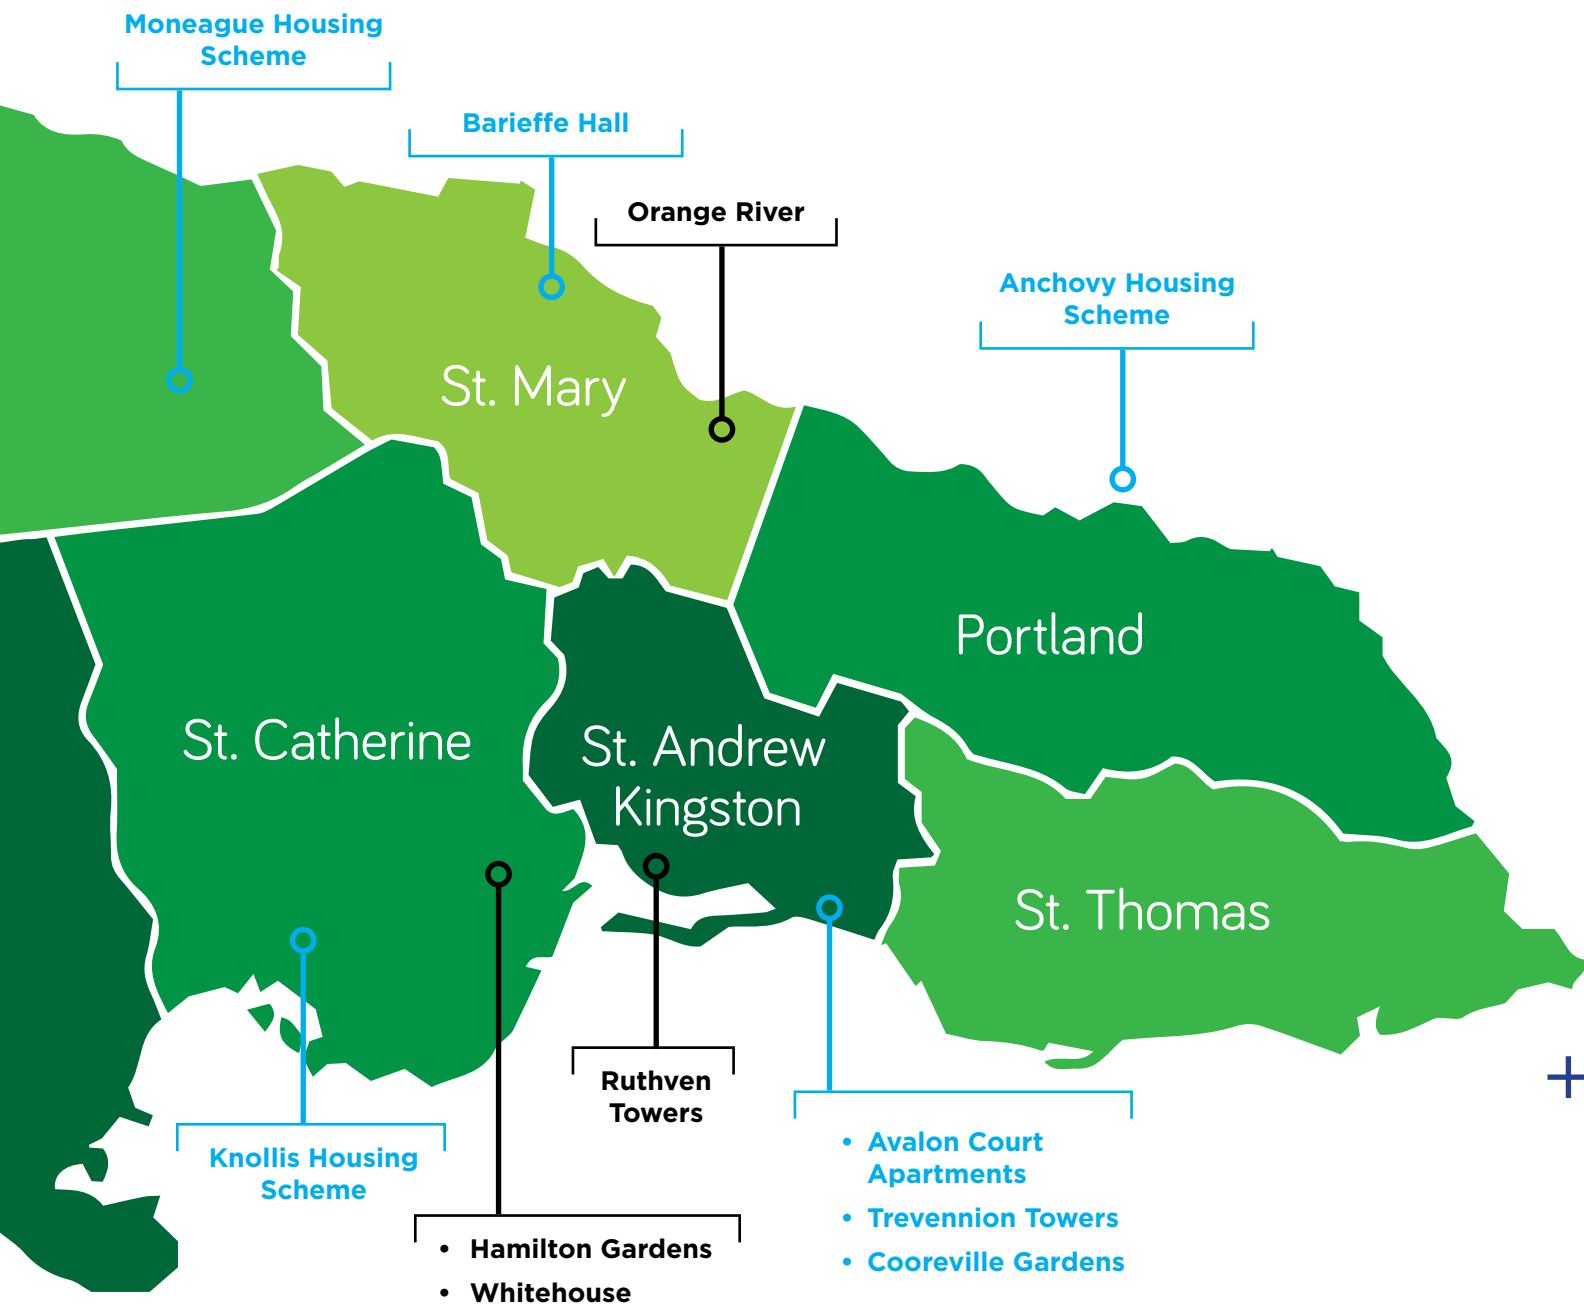 Moneague Housing
Scheme
Barieffe Hall
Orange River
Anchovy Housing
Scheme
St. Mary
Portland
St. Catherine
St. Andrew
Kingston
St. Thomas
Ruthven
Towers
Knollis Housing
Scheme
• Avalon Court
Apartments
• Trevennion Towers
• Cooreville Gardens
• Hamilton Gardens
• Whitehouse